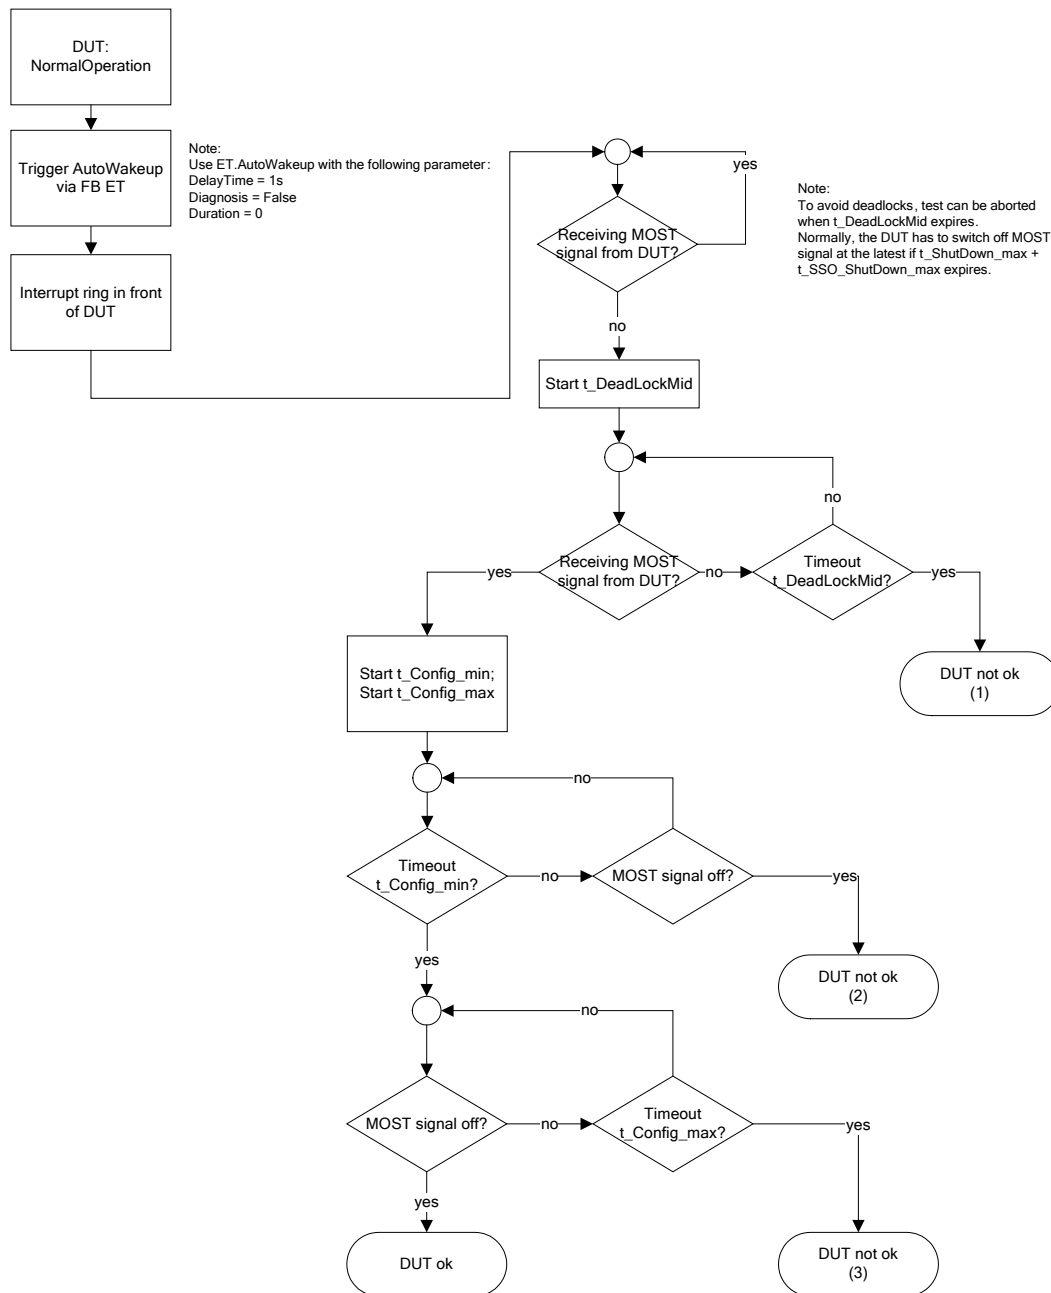 DUT:
NormalOperation
Trigger AutoWakeup
via FB ET
Note:
Use ET.AutoWakeup with the following parameter:
DelayTime = 1s
Diagnosis = False
Duration = 0
Interrupt ring in front
of DUT
yes
Receiving MOST
signal from DUT?
Note:
To avoid deadlocks, test can be aborted
when t_DeadLockMid expires.
Normally, the DUT has to switch off MOST
signal at the latest if t_ShutDown_max +
t_SSO_ShutDown_max expires.
no
Start t_DeadLockMid
no
yes
Receiving MOST
signal from DUT?
no
Timeout
t_DeadLockMid?
yes
DUT not ok
(1)
Start t_Config_min;
Start t_Config_max
no
Timeout
t_Config_min?
no
MOST signal off?
yes
DUT not ok
(2)
yes
no
MOST signal off?
no
Timeout
t_Config_max?
yes
yes
DUT ok
DUT not ok
(3)